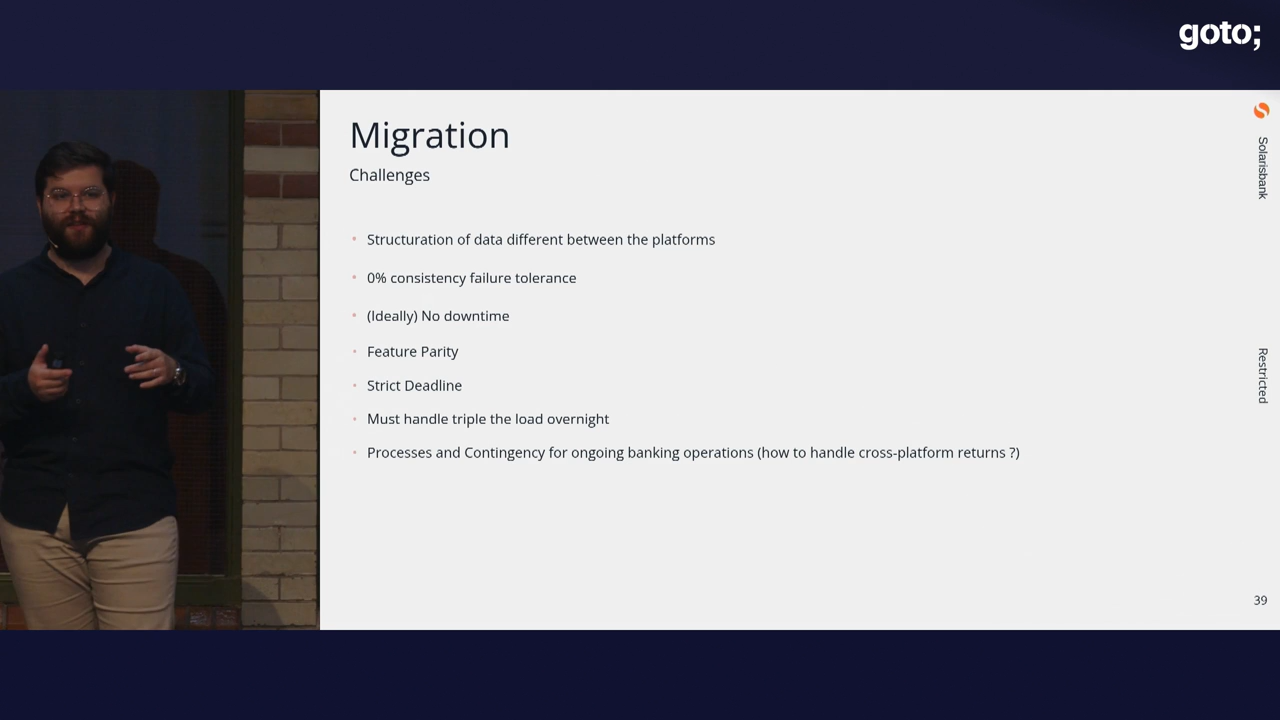 goto;
Migration
Challenges
• Structuration of data different between the platforms
• 0% consistency failure tolerance
• (Ideally) No downtime
• Feature Parity
• Strict Deadline
• Must handle triple the load overnight
• Processes and Contingency for ongoing banking operations (how to handle cross-platform returns ?)
Solarisbank
Restricted
39